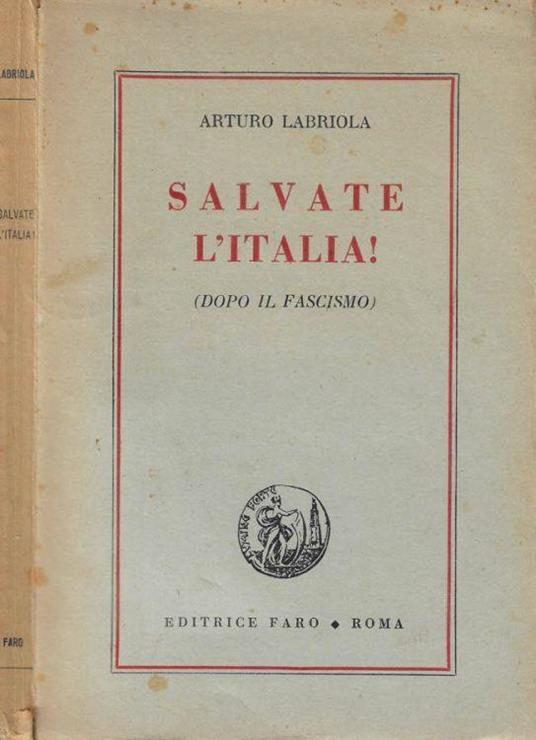 LABRIOLA
SALVATE
L'ITALIA!
FARO
ARTURO LABRIOLA
SALVATE
L'ITALIA!
(DOPO IL FASCISMO)
EDITRICE FARO ◆ ROMA